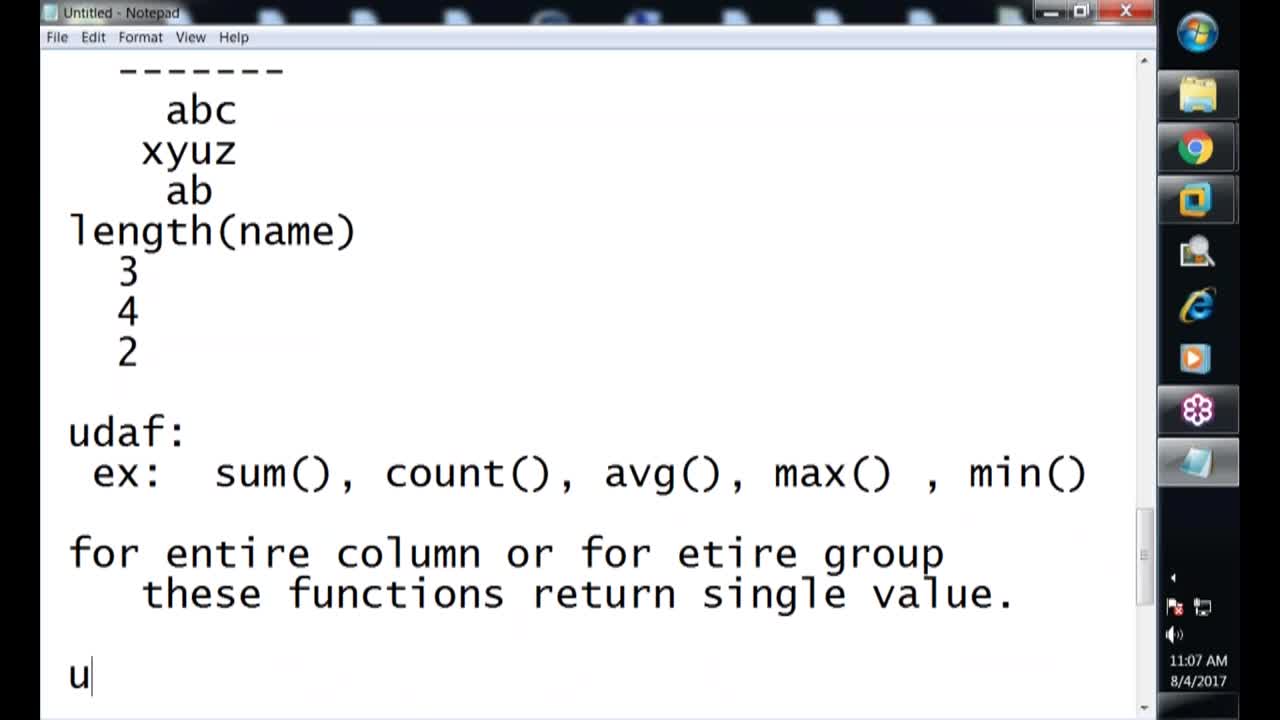 Untitled - Notepad
File Edit Format View Help
-------
abc
xyuz
ab
length(name)
3
4
2
udaf:
ex: sum(), count(), avg(), max() , min()
for entire column or for etire group
these functions return single value.
u
11:07 AM
8/4/2017